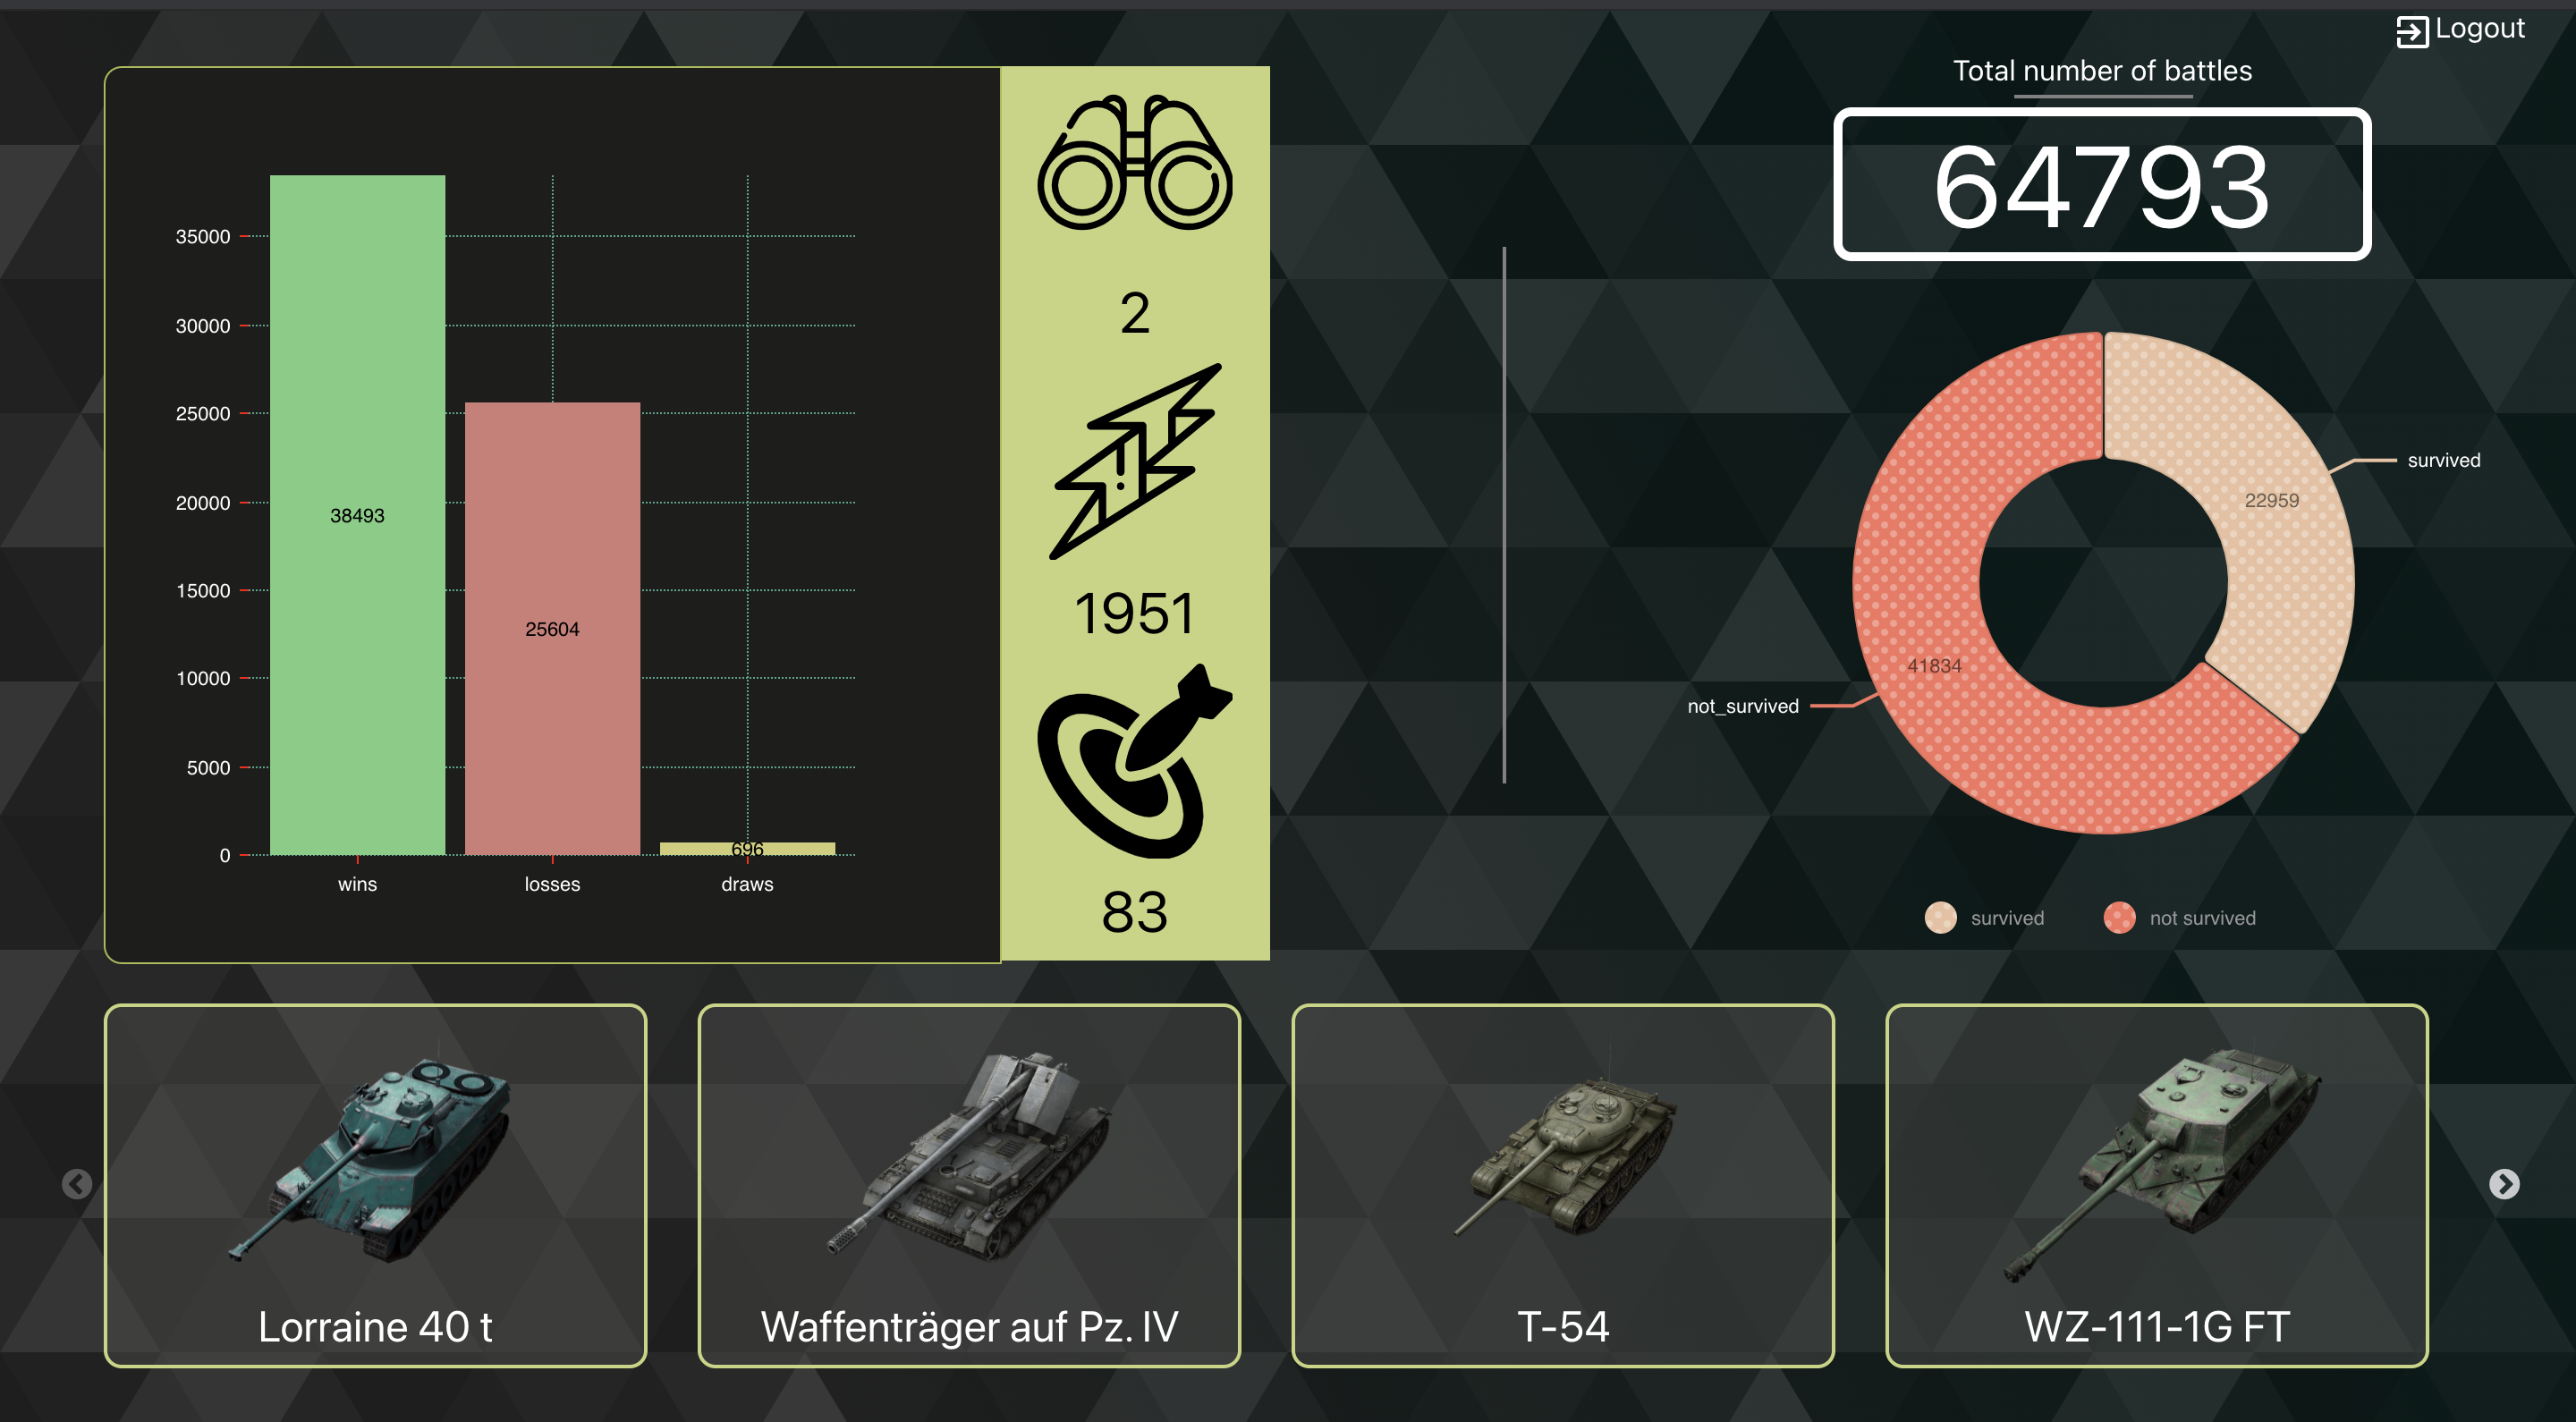 Logout
Total number of battles
64793
35000
30000
25000
20000
15000
10000
5000
0
38493
25604
696
wins
losses
draws
2
1951
83
survived
22959
41834
not_survived
survived
not survived
Lorraine 40 t
Waffenträger auf Pz. IV
T-54
WZ-111-1G FT